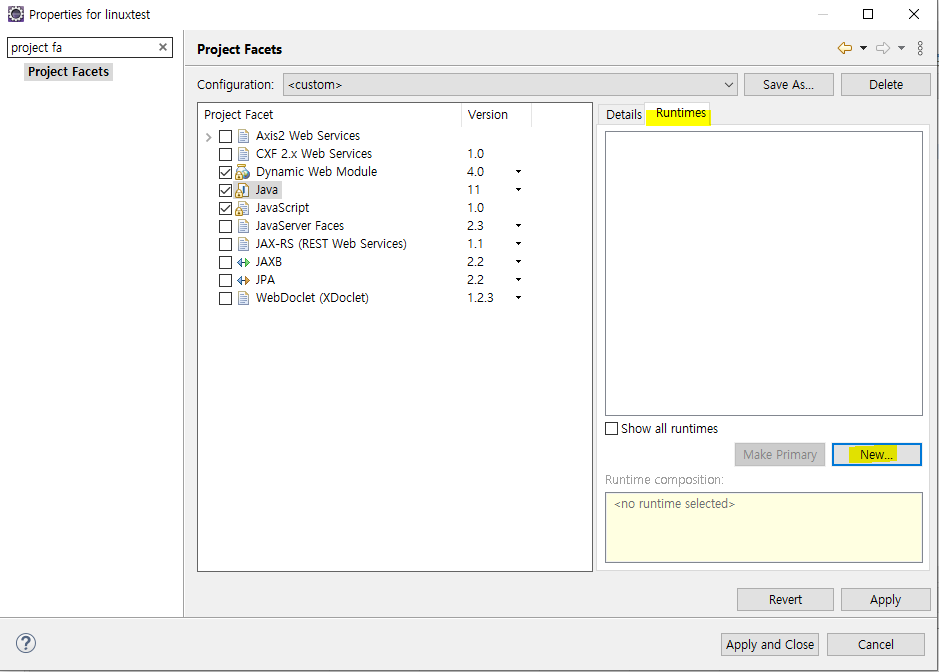 Properties for linuxtest
project fa
Project Facets
Project Facets
Configuration: <custom> Save As... Delete
Project Facet Version
Axis2 Web Services
CXF 2.x Web Services 1.0
Dynamic Web Module 4.0
Java 11
JavaScript 1.0
JavaServer Faces 2.3
JAX-RS (REST Web Services) 1.1
JAXB 2.2
JPA 2.2
WebDoclet (XDoclet) 1.2.3
Details Runtimes
Show all runtimes
Make Primary New...
Runtime composition:
<no runtime selected>
Revert Apply
Apply and Close Cancel